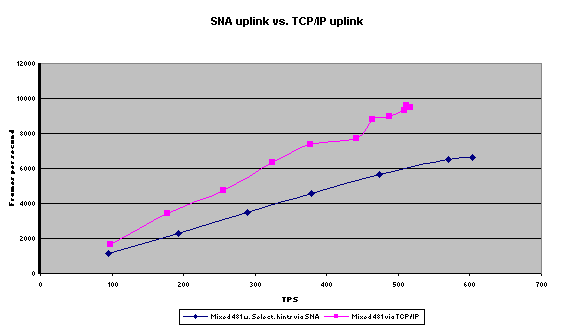 SNA uplink vs. TCP/IP uplink
12000
10000
8000
6000
4000
2000
0
Frames per second
0 100 200 300 400 500 600 700
TPS
Mixed 481 u. Select. hints via SNA
Mixed 481 via TCP/IP